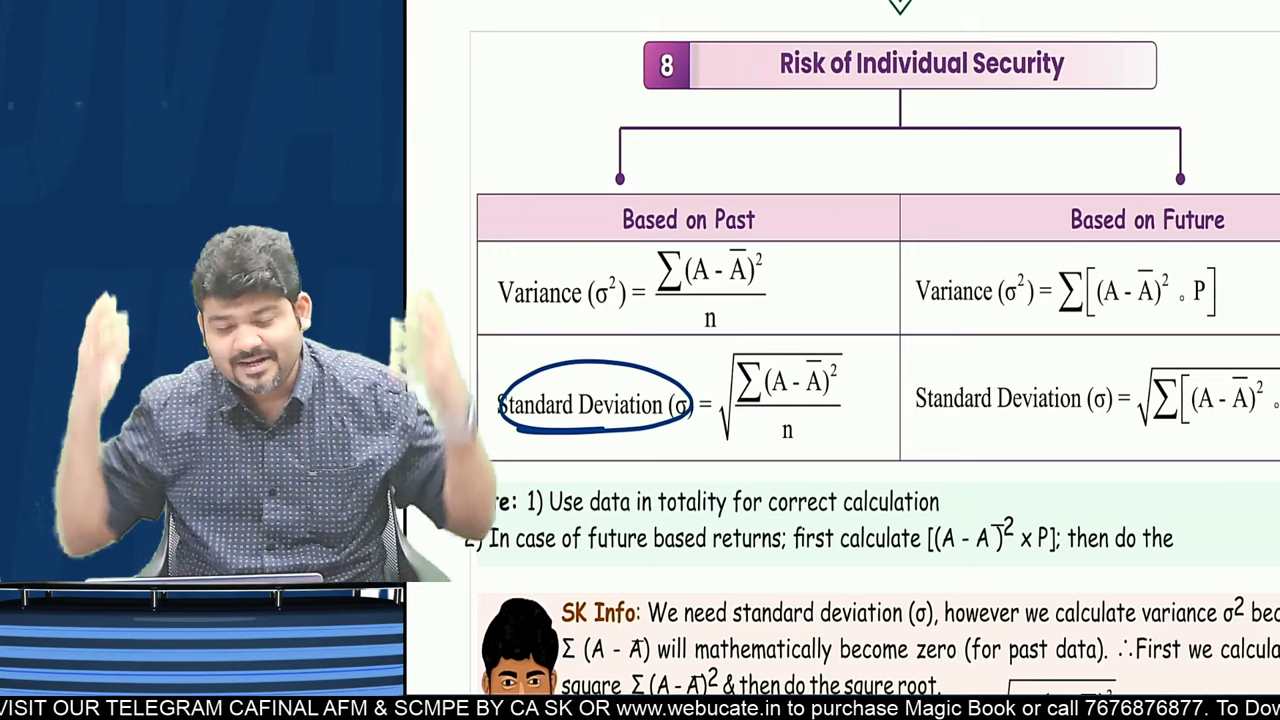 8 Risk of Individual Security
Based on Past
Based on Future
Variance (σ²) = ∑(A - A̅)² / n
Variance (σ²) = ∑[(A - A̅)² ∘ P]
Standard Deviation (σ) = √(∑(A - A̅)² / n)
Standard Deviation (σ) = √∑[(A - A̅)² ∘
1) Use data in totality for correct calculation
2) In case of future based returns; first calculate [(A - A̅)² x P]; then do the
SK Info: We need standard deviation (σ), however we calculate variance σ²
Σ (A - A̅) will mathematically become zero (for past data). ∴First we
square Σ(A-A̅)² & then do the squre root.
VISIT OUR TELEGRAM CAFINAL AFM & SCMPE BY CA SK OR www.webucate.in to purchase Magic Book or call 7676876877. To